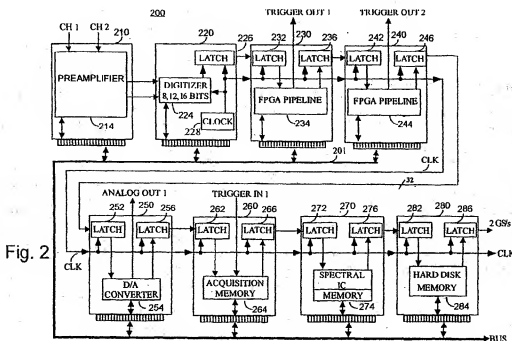 200
TRIGGER OUT 1
TRIGGER OUT 2
CH 1
CH 2
210
220
226
232
230
236
242
240
246
LATCH
LATCH
LATCH
LATCH
LATCH
PREAMPLIFIER
DIGITIZER
8,12,16 BITS
FPGA PIPELINE
FPGA PIPELINE
224
228
CLOCK
214
234
244
201
CLK
32
ANALOG OUT 1
TRIGGER IN 1
252
250
256
262
260
266
272
270
276
282
280
286
LATCH
LATCH
LATCH
LATCH
LATCH
LATCH
LATCH
LATCH
2 GS/s
Fig. 2
CLK
CLK
D/A
CONVERTER
ACQUISITION
MEMORY
SPECTRAL
IC
MEMORY
HARD DISK
MEMORY
254
264
274
284
BUS